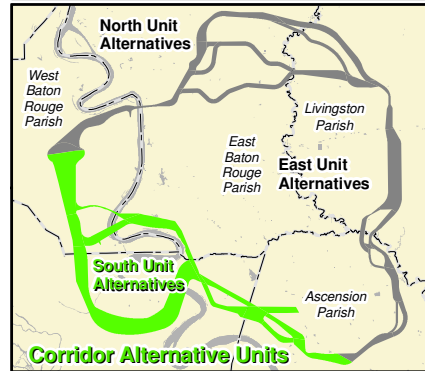 North Unit
Alternatives
West
Baton
Rouge
Parish
Livingston
Parish
East
Baton
Rouge
Parish
East Unit
Alternatives
South Unit
Alternatives
Ascension
Parish
Corridor Alternative Units